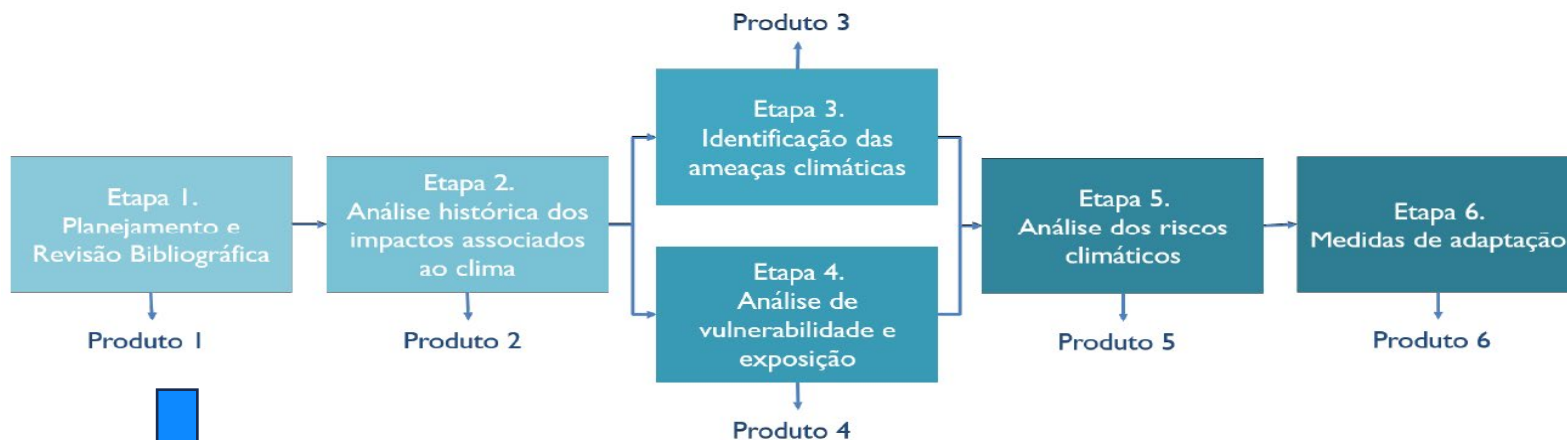 Produto 3
Etapa 3.
Identificação das
ameaças climáticas
Etapa 1.
Planejamento e
Revisão Bibliográfica
Etapa 2.
Análise histórica dos
impactos associados
ao clima
Etapa 4.
Análise de
vulnerabilidade e
exposição
Etapa 5.
Análise dos riscos
climáticos
Etapa 6.
Medidas de adaptação
Produto 1
Produto 2
Produto 4
Produto 5
Produto 6